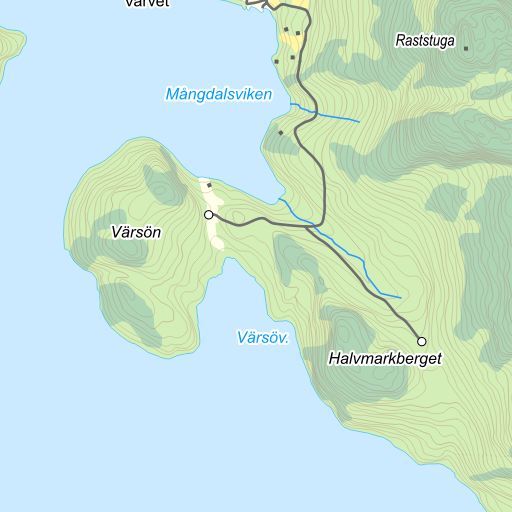 Varvet
Raststuga
Mångdalsviken
Värsön
Värsöv.
Halvmarkberget